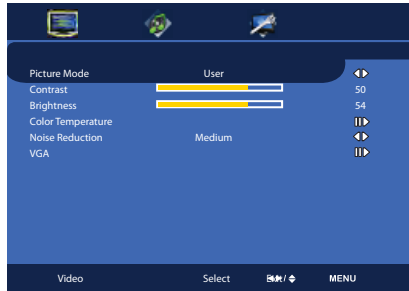 Picture Mode User
Contrast 50
Brightness 54
Color Temperature
Noise Reduction Medium
VGA
Video Select / MENU